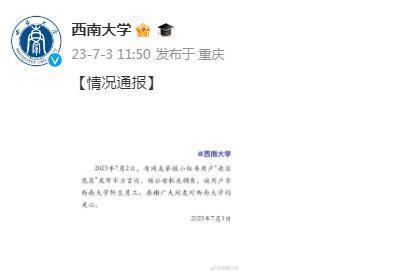 西南大学
23-7-3 11:50 发布于 重庆
【情况通报】
@西南大学
2023年7月2日，有网友举报小红书用户“老实
芭蕉”发布不当言论，经公安机关调查，该用户非
西南大学师生员工。感谢广大网友对西南大学的
关心。
2023年7月3日